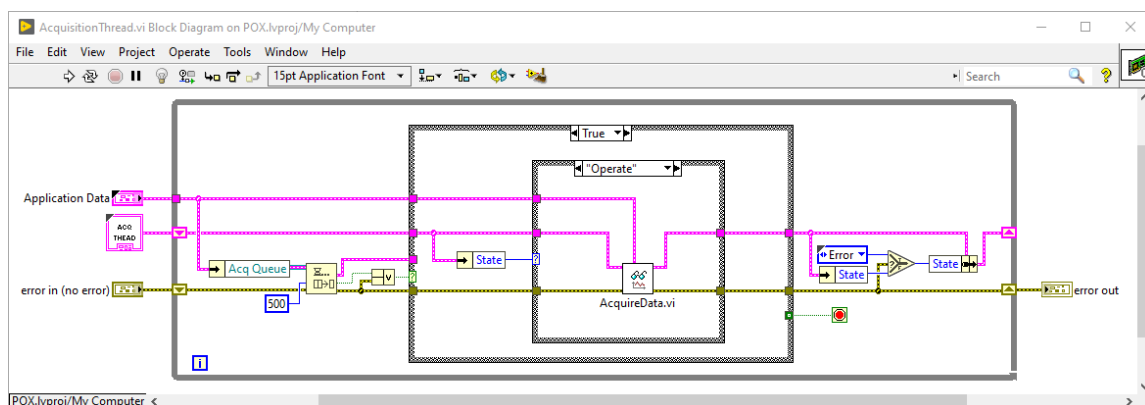 AcquisitionThread.vi Block Diagram on POX.lvproj/My Computer
File Edit View Project Operate Tools Window Help
15pt Application Font
Search
True
"Operate"
Application Data
ACQ
THEAD
Acq Queue
State
Error
State
State
error in (no error)
500
v
?
?
AcquireData.vi
error out
i
POX.lvproj/My Computer